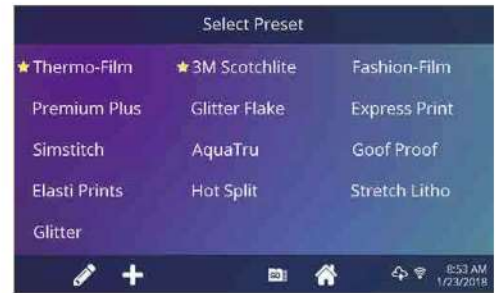 Select Preset
Thermo-Film 3M Scotchlite Fashion-Film
Premium Plus Glitter Flake Express Print
Simstitch AquaTru Goof Proof
Elasti Prints Hot Split Stretch Litho
Glitter
8:53 AM
1/23/2018